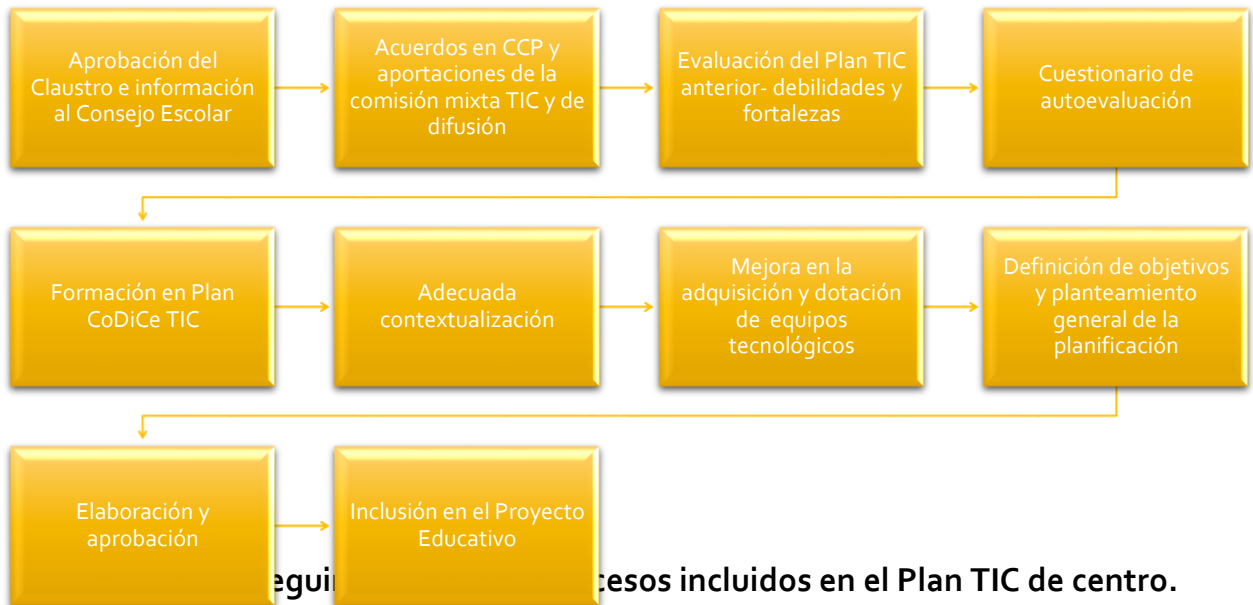 Aprobación del
Claustro e información
al Consejo Escolar
Acuerdos en CCP y
aportaciones de la
comisión mixta TIC y de
difusión
Evaluación del Plan TIC
anterior- debilidades y
fortalezas
Cuestionario de
autoevaluación
Formación en Plan
CoDiCe TIC
Adecuada
contextualización
Mejora en la
adquisición y dotación
de equipos
tecnológicos
Definición de objetivos
y planteamiento
general de la
planificación
Elaboración y
aprobación
Inclusión en el Proyecto
Educativo
incluidos en el Plan TIC de centro.